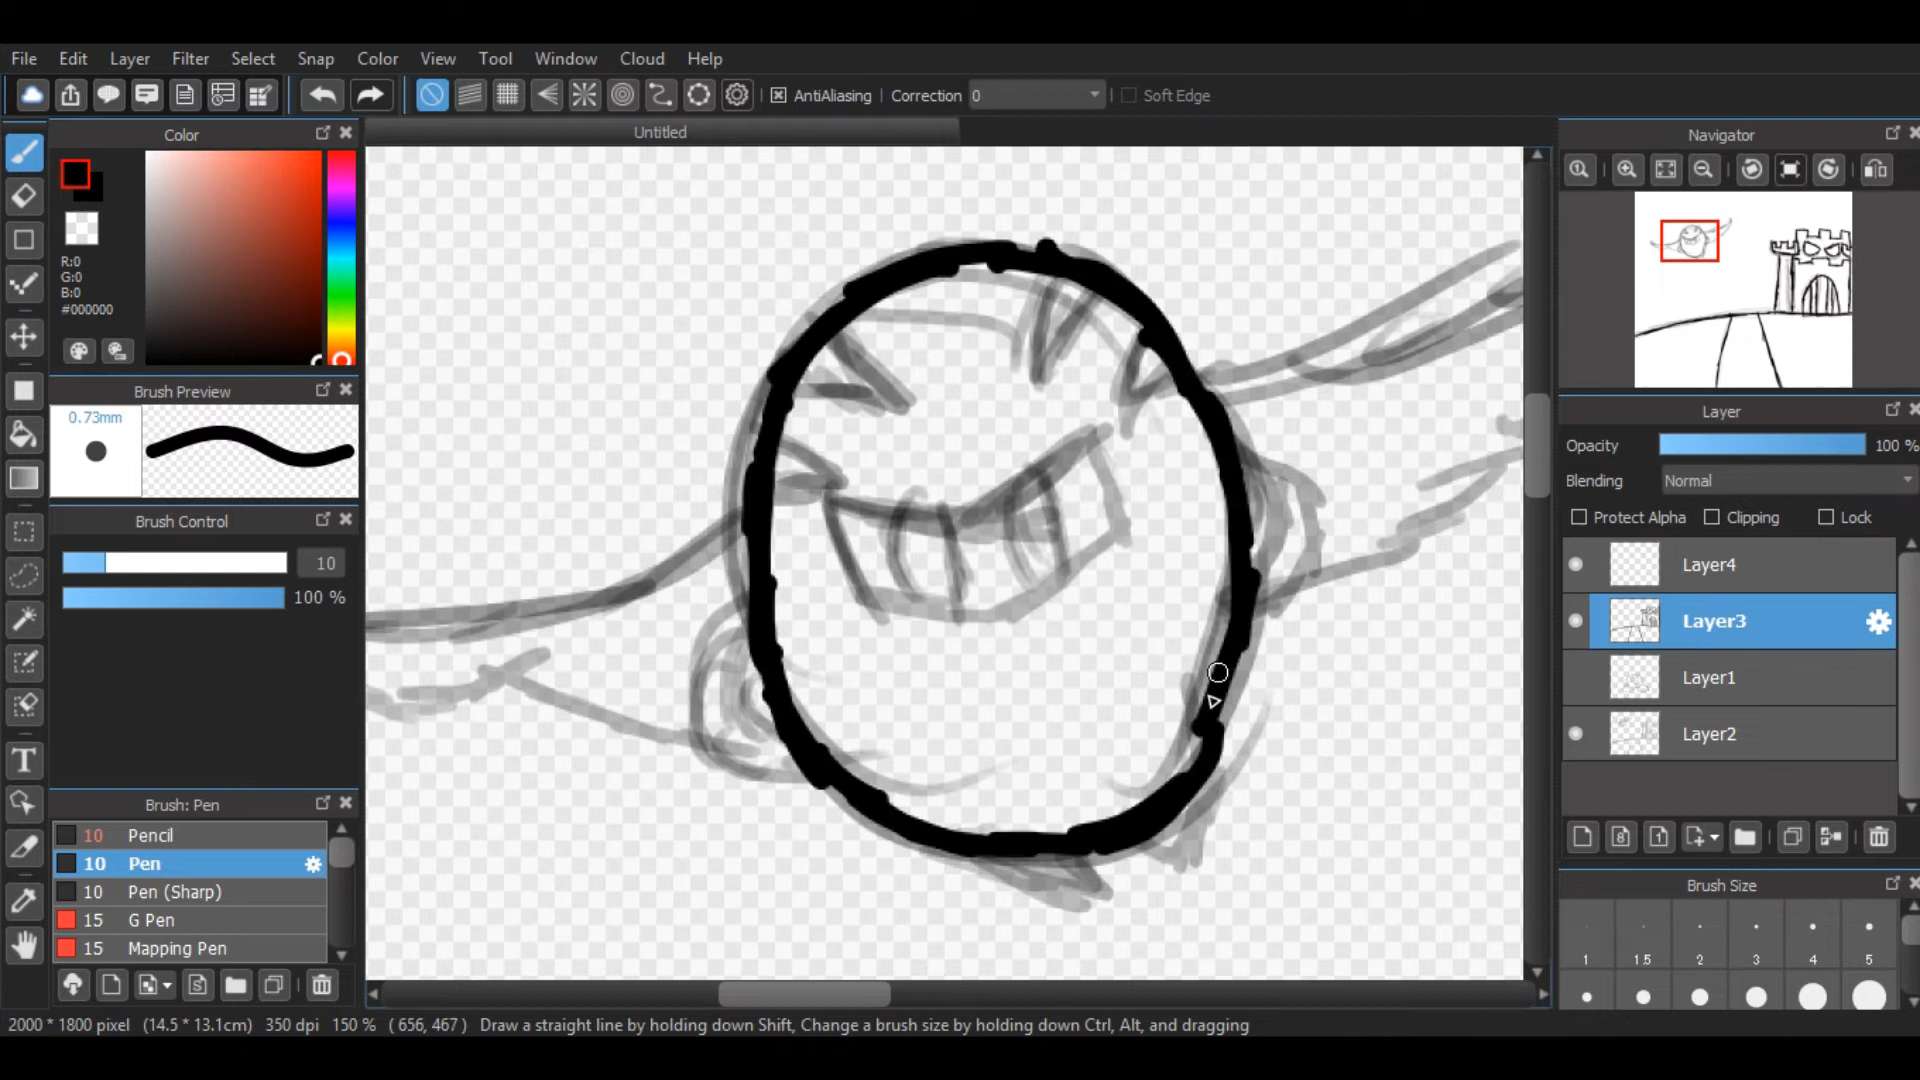 File Edit Layer Filter Select Snap Color View Tool Window Cloud Help
AntiAliasing Correction 0 Soft Edge
Color
Untitled
Navigator
R:0
G:0
B:0
#000000
Brush Preview
0.73mm
Brush Control
10
100 %
Brush: Pen
10 Pencil
10 Pen
10 Pen (Sharp)
15 G Pen
15 Mapping Pen
Layer
Opacity 100 %
Blending Normal
Protect Alpha Clipping Lock
Layer4
Layer3
Layer1
Layer2
Brush Size
1 1.5 2 3 4 5
2000 * 1800 pixel (14.5 * 13.1cm) 350 dpi 150 % ( 656, 467 ) Draw a straight line by holding down Shift, Change a brush size by holding down Ctrl, Alt, and dragging